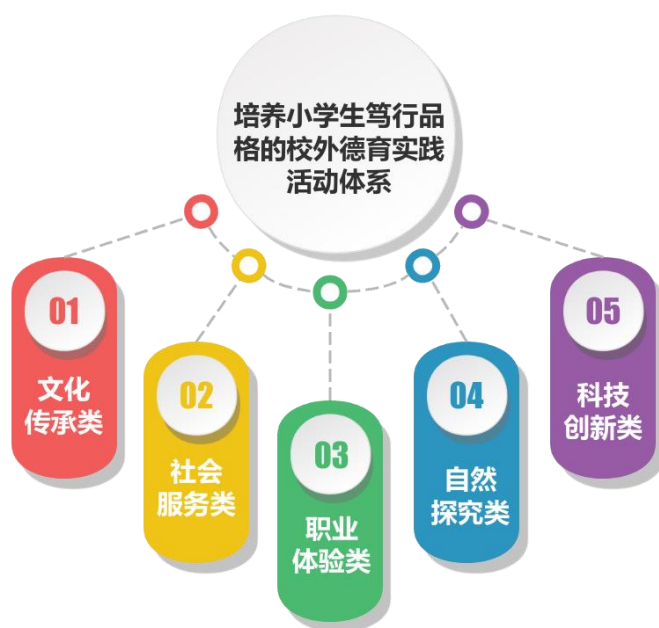 培养小学生笃行品
格的校外德育实践
活动体系
01
文化
传承类
02
社会
服务类
03
职业
体验类
04
自然
探究类
05
科技
创新类